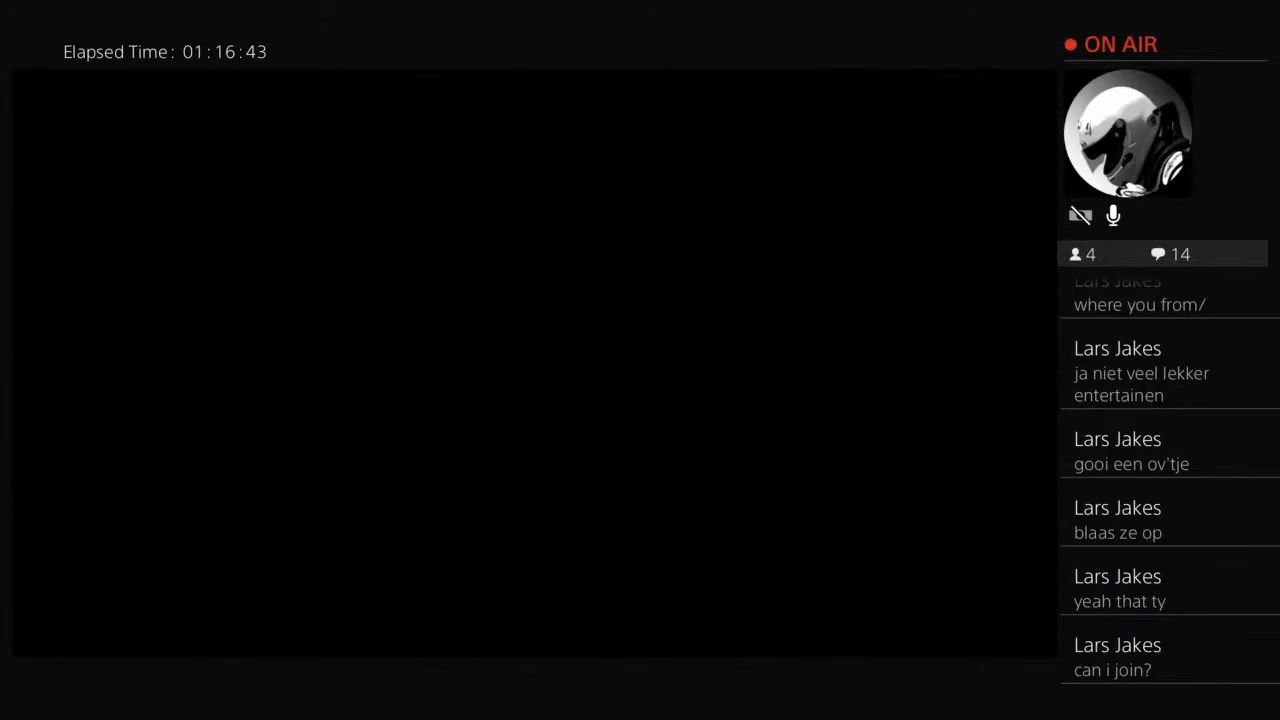 Elapsed Time: 01:16:43
ON AIR
4
14
Lars Jakes
where you from/
Lars Jakes
ja niet veel lekker
entertainen
Lars Jakes
gooi een ov'tje
Lars Jakes
blaas ze op
Lars Jakes
yeah that ty
Lars Jakes
can i join?